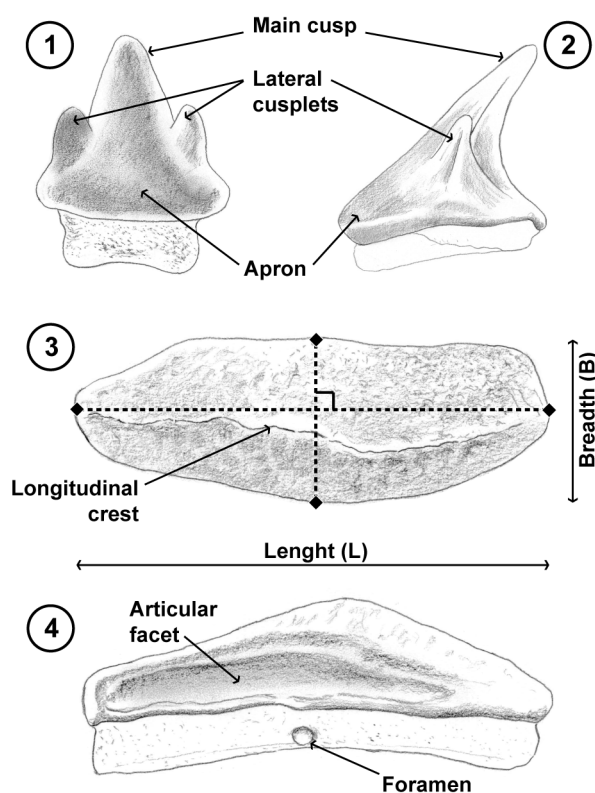 1
Main cusp
2
Lateral
cusplets
Apron
3
Breadth (B)
Longitudinal
crest
Lenght (L)
4
Articular
facet
Foramen